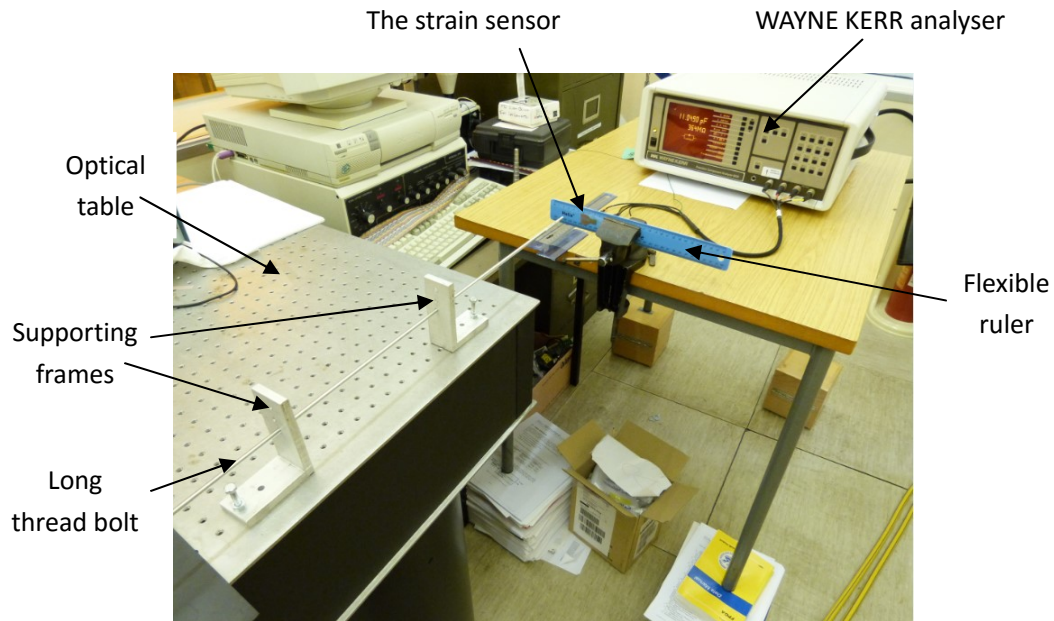 The strain sensor
WAYNE KERR analyser
Optical
table
Supporting
frames
Long
thread bolt
Flexible
ruler